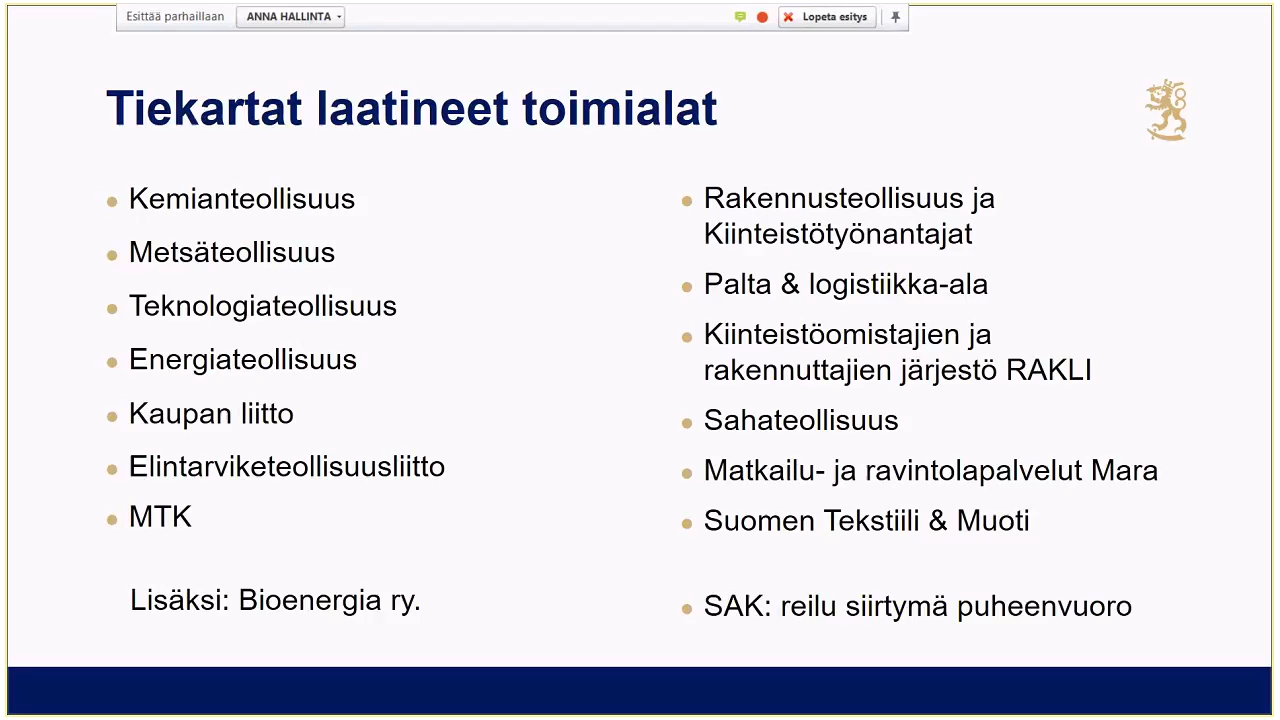 Esittää parhaillaan ANNA HALLINTA Lopeta esitys
Tiekartat laatineet toimialat
Kemianteollisuus
Metsäteollisuus
Teknologiateollisuus
Energiateollisuus
Kaupan liitto
Elintarviketeollisuusliitto
MTK
Lisäksi: Bioenergia ry.
Rakennusteollisuus ja
Kiinteistötyönantajat
Palta & logistiikka-ala
Kiinteistöomistajien ja
rakennuttajien järjestö RAKLI
Sahateollisuus
Matkailu- ja ravintolapalvelut Mara
Suomen Tekstiili & Muoti
SAK: reilu siirtymä puheenvuoro